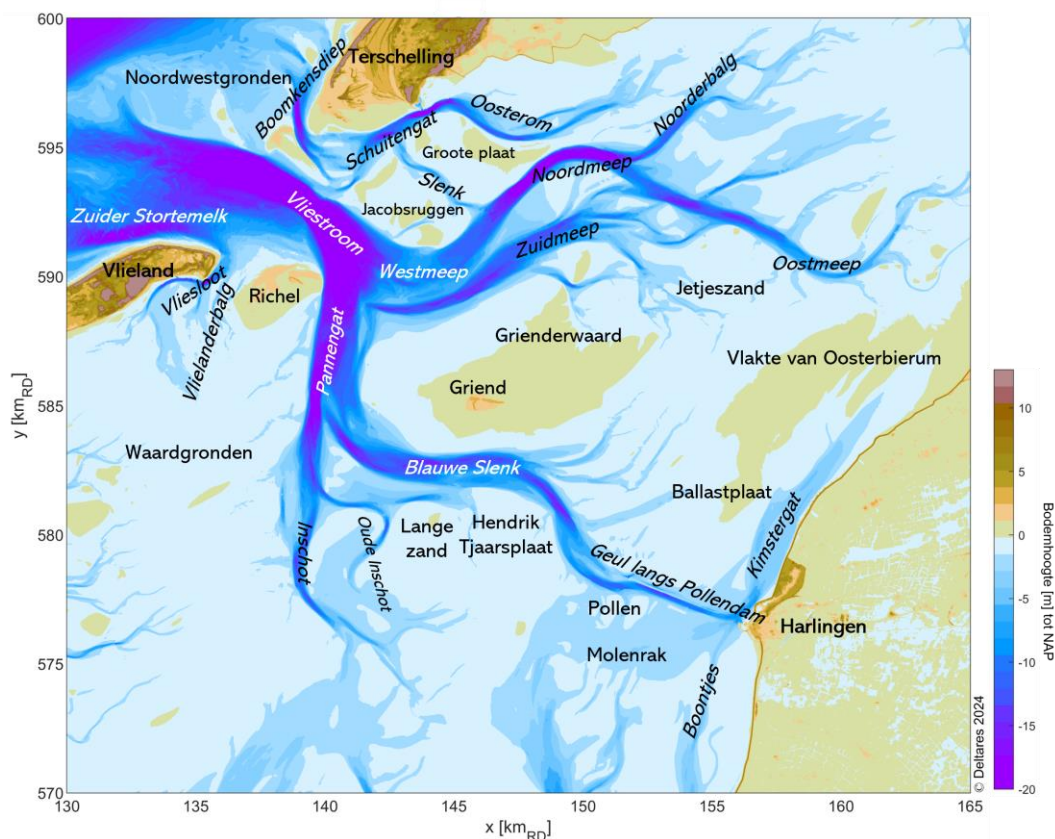 600
595
590
585
580
575
570
y [km_RD]
130
135
140
145
150
155
160
165
x [km_RD]
Noordwestgronden
Boomkensdiep
Terschelling
Schuitengat
Oosterom
Noorderbalg
Groote plaat
Slenk
Noordmeep
Jacobsruggen
Zuider Stortemelk
Vliestroom
Zuidmeep
Westmeep
Oostmeep
Vlieland
Vliesloot
Vlielanderbalg
Richel
Jetjeszand
Pannengat
Grienderwaard
Vlakte van Oosterbierum
Griend
Waardgronden
Blauwe Slenk
Ballastplaat
Kimstergat
Inschot
Oude Inschot
Lange
zand
Hendrik
Tjaarsplaat
Geul langs Pollendam
Pollen
Harlingen
Molenrak
Boontjes
10
5
0
-5
-10
-15
-20
Bodemhoogte [m] tot NAP
© Deltares 2024